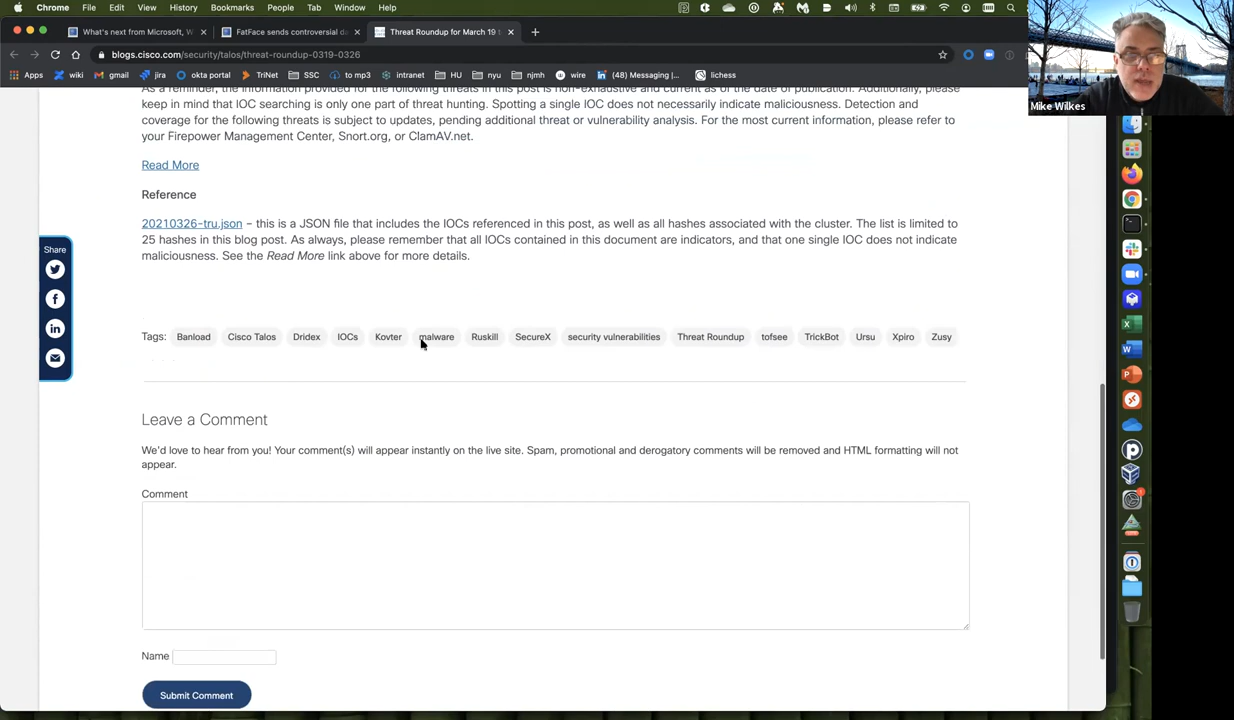 Chrome File Edit View History Bookmarks People Tab Window Help
What's next from Microsoft, W × FatFace sends controversial da × Threat Roundup for March 19 t × +
blogs.cisco.com/security/talos/threat-roundup-0319-0326
Apps wiki gmail jira okta portal TriNet SSC to mp3 intranet HU nyu njmh wire (48) Messaging |... lichess
Mike Wilkes
As a reminder, the information provided for the following threats in this post is non-exhaustive and current as of the date of publication. Additionally, please
keep in mind that IOC searching is only one part of threat hunting. Spotting a single IOC does not necessarily indicate maliciousness. Detection and
coverage for the following threats is subject to updates, pending additional threat or vulnerability analysis. For the most current information, please refer to
your Firepower Management Center, Snort.org, or ClamAV.net.
Read More
Reference
20210326-tru.json – this is a JSON file that includes the IOCs referenced in this post, as well as all hashes associated with the cluster. The list is limited to
25 hashes in this blog post. As always, please remember that all IOCs contained in this document are indicators, and that one single IOC does not indicate
maliciousness. See the Read More link above for more details.
Share
Tags: Banload Cisco Talos Dridex IOCs Kovter malware Ruskill SecureX security vulnerabilities Threat Roundup tofsee TrickBot Ursu Xpiro Zusy
Leave a Comment
We'd love to hear from you! Your comment(s) will appear instantly on the live site. Spam, promotional and derogatory comments will be removed and HTML formatting will not
appear.
Comment
Name
Submit Comment